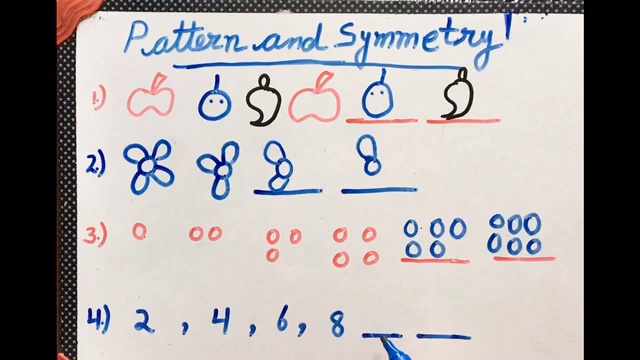 Pattern and Symmetry!
1.)
2.)
3.)
4.) 2, 4, 6, 8